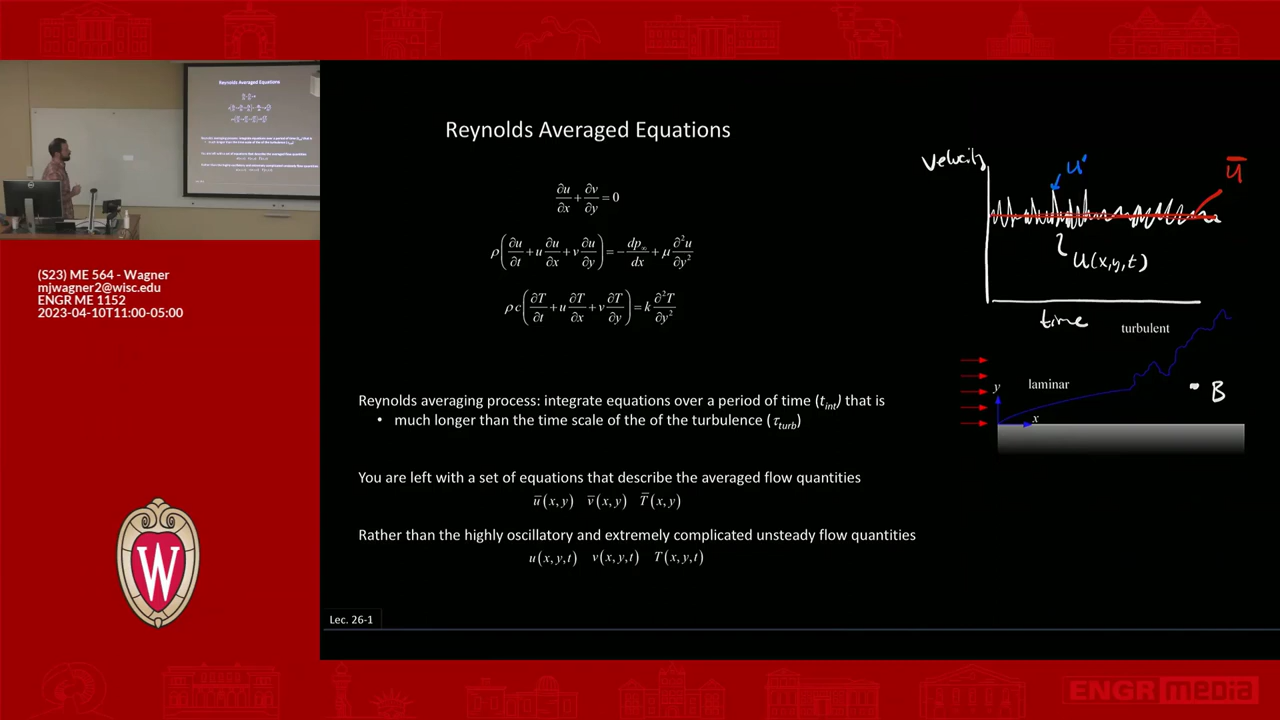 Reynolds Averaged Equations
∂u/∂x + ∂v/∂y = 0
ρ(∂u/∂t + u ∂u/∂x + v ∂u/∂y) = − dp∞/dx + μ ∂²u/∂y²
ρc(∂T/∂t + u ∂T/∂x + v ∂T/∂y) = k ∂²T/∂y²
Reynolds averaging process: integrate equations over a period of time (t_int) that is
• much longer than the time scale of the of the turbulence (τ_turb)
You are left with a set of equations that describe the averaged flow quantities
u̅(x,y) v̅(x,y) T̅(x,y)
Rather than the highly oscillatory and extremely complicated unsteady flow quantities
u(x,y,t) v(x,y,t) T(x,y,t)
Lec. 26-1
Velocity
u'
u̅
u(x,y,t)
time
turbulent
laminar
y
x
B
Reynolds Averaged Equations
(S23) ME 564 - Wagner
mjwagner2@wisc.edu
ENGR ME 1152
2023-04-10T11:00-05:00
W
ENGR media